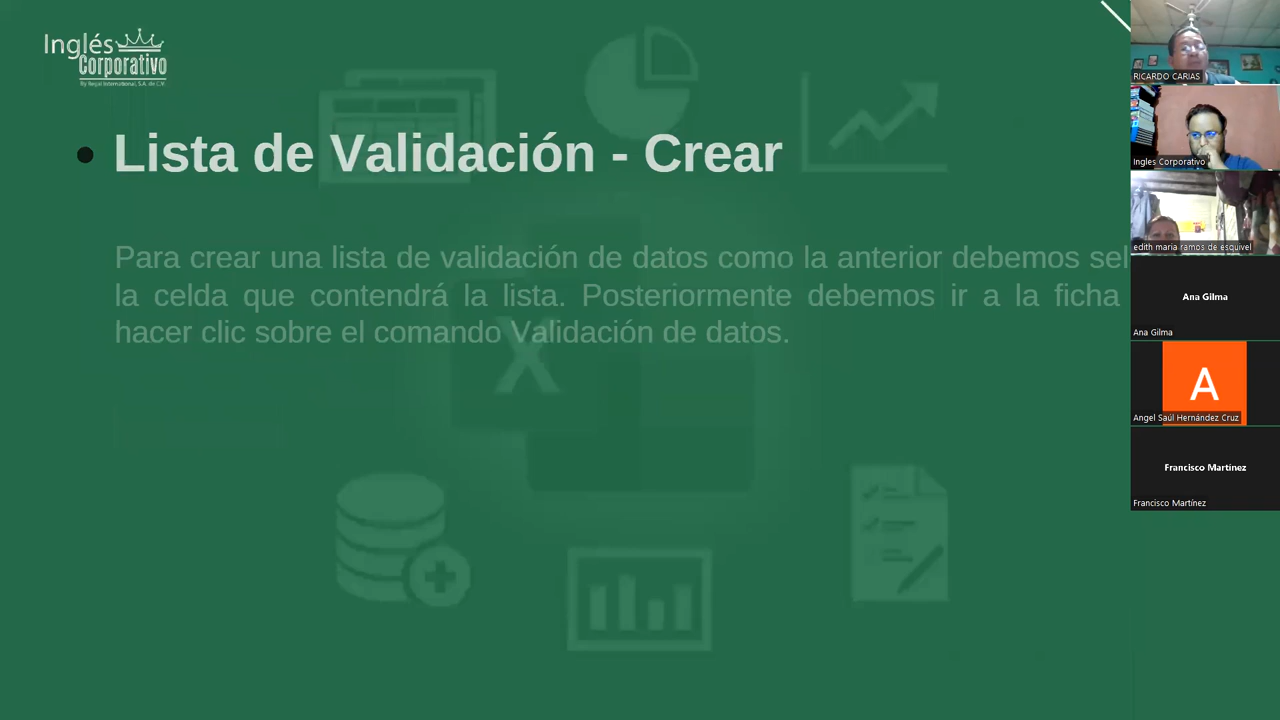 Inglés
Corporativo
By Regal International, S.A. de C.V.
Lista de Validación - Crear
Para crear una lista de validación de datos como la anterior debemos sel
la celda que contendrá la lista. Posteriormente debemos ir a la ficha
hacer clic sobre el comando Validación de datos.
X
RICARDO CARIAS
Ingles Corporativo
edith maria ramos de esquivel
Ana Gilma
Ana Gilma
A
Angel Saúl Hernández Cruz
Francisco Martínez
Francisco Martínez